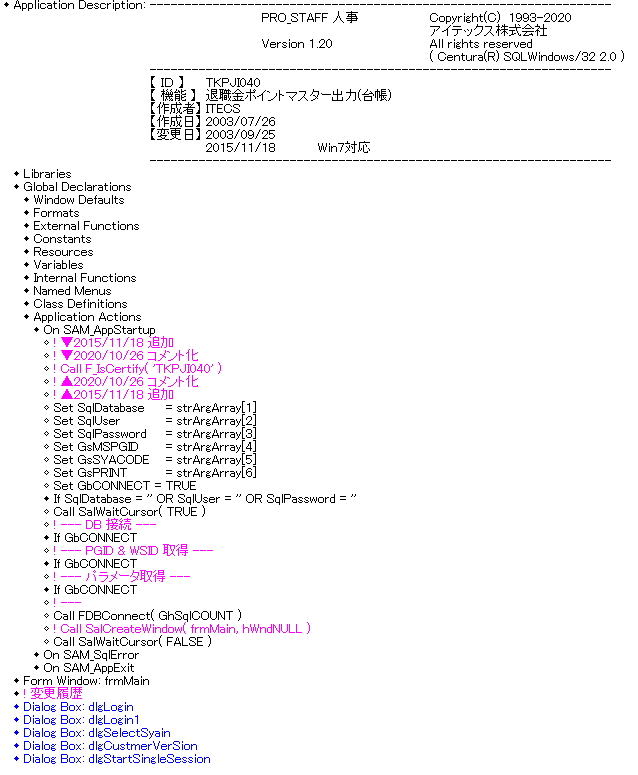 Application Description: ------------------------------------------------------------------
PRO_STAFF 人事 Copyright(C) 1993-2020
アイテックス株式会社
Version 1.20 All rights reserved
( Centura(R) SQLWindows/32 2.0 )
------------------------------------------------------------------
【 ID 】 TKPJI040
【 機能 】 退職金ポイントマスター出力(台帳)
【作成者】 ITECS
【作成日】 2003/07/26
【変更日】 2003/09/25
2015/11/18 Win7対応
------------------------------------------------------------------
Libraries
Global Declarations
Window Defaults
Formats
External Functions
Constants
Resources
Variables
Internal Functions
Named Menus
Class Definitions
Application Actions
On SAM_AppStartup
! ▼2015/11/18 追加
! ▼2020/10/26 コメント化
! Call F_IsCertify( 'TKPJI040' )
! ▲2020/10/26 コメント化
! ▲2015/11/18 追加
Set SqlDatabase = strArgArray[1]
Set SqlUser = strArgArray[2]
Set SqlPassword = strArgArray[3]
Set GsMSPGID = strArgArray[4]
Set GsSYACODE = strArgArray[5]
Set GsPRINT = strArgArray[6]
Set GbCONNECT = TRUE
If SqlDatabase = '' OR SqlUser = '' OR SqlPassword = ''
Call SalWaitCursor( TRUE )
! --- DB 接続 ---
If GbCONNECT
! --- PGID & WSID 取得 ---
If GbCONNECT
! --- パラメータ取得 ---
If GbCONNECT
! ---
Call FDBConnect( GhSqlCOUNT )
! Call SalCreateWindow( frmMain, hWndNULL )
Call SalWaitCursor( FALSE )
On SAM_SqlError
On SAM_AppExit
Form Window: frmMain
! 変更履歴
Dialog Box: dlgLogin
Dialog Box: dlgLogin1
Dialog Box: dlgSelectSyain
Dialog Box: dlgCustmerVerSion
Dialog Box: dlgStartSingleSession